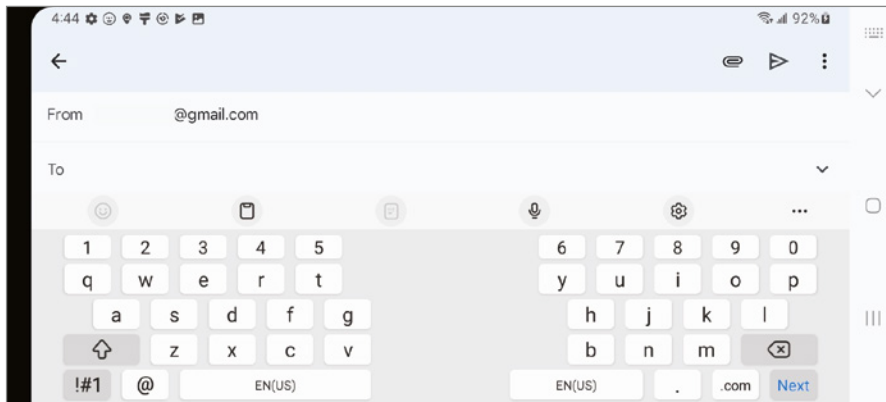 4:44 92%
From @gmail.com
To
1 2 3 4 5 6 7 8 9 0
q w e r t y u i o p
a s d f g h j k l
z x c v b n m
!#1 @ EN(US) EN(US) . .com Next